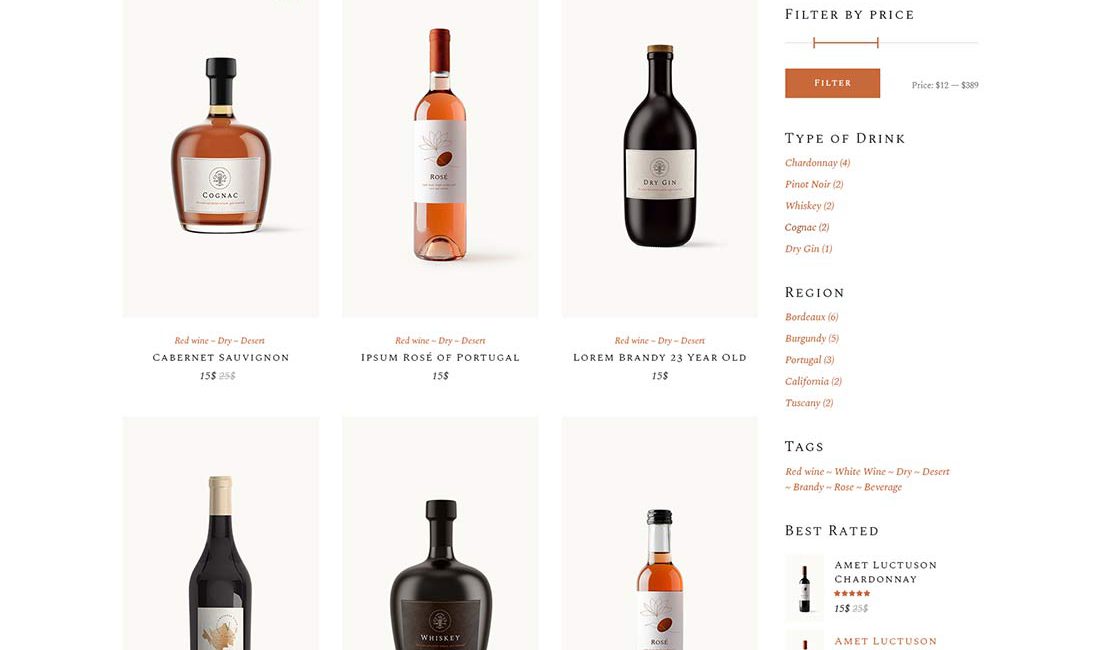 Cognac
Rosé
Dry Gin
Red wine ~ Dry ~ Desert
Cabernet Sauvignon
15$ 25$
Red wine ~ Dry ~ Desert
Ipsum Rosé of Portugal
15$
Red wine ~ Dry ~ Desert
Lorem Brandy 23 Year Old
15$
Whiskey
Rosé
Filter by price
Filter
Price: $12 — $389
Type of Drink
Chardonnay (4)
Pinot Noir (2)
Whiskey (2)
Cognac (2)
Dry Gin (1)
Region
Bordeaux (6)
Burgundy (5)
Portugal (3)
California (2)
Tuscany (2)
Tags
Red wine ~ White Wine ~ Dry ~ Desert
~ Brandy ~ Rose ~ Beverage
Best Rated
Amet Luctuson
Chardonnay
15$ 25$
Amet Luctuson